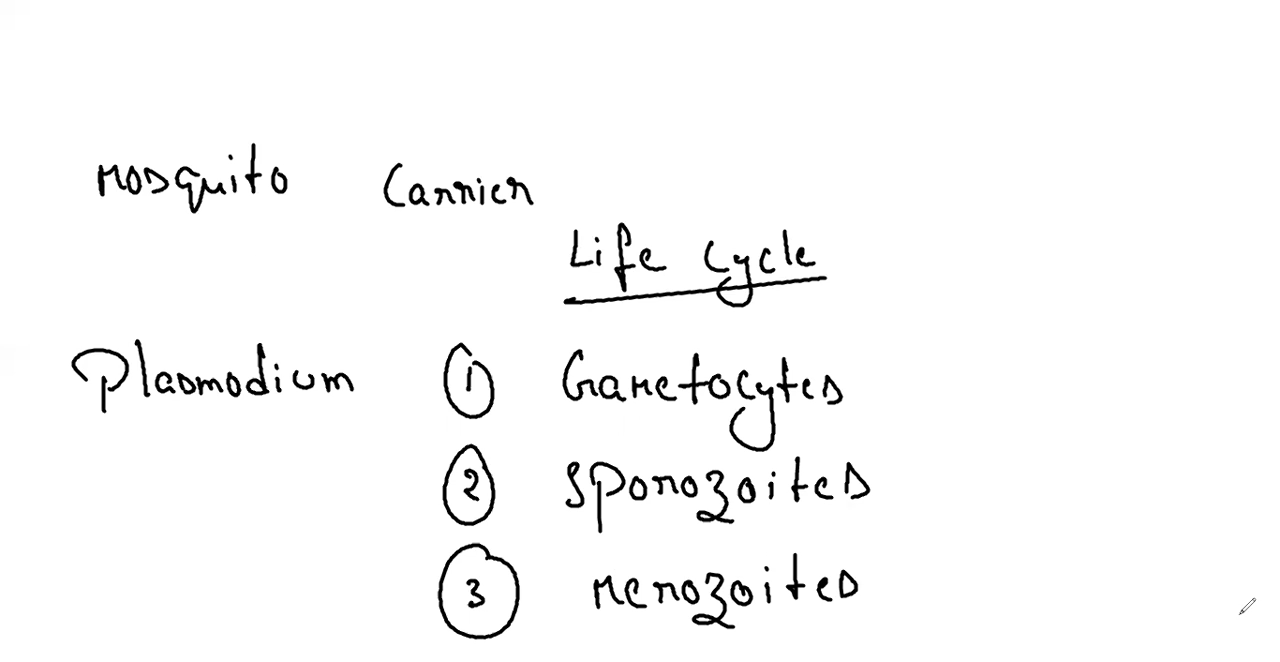 Mosquito Carrier
Life Cycle
Plasmodium ① Gametocytes
② Sporozoites
③ Merozoites